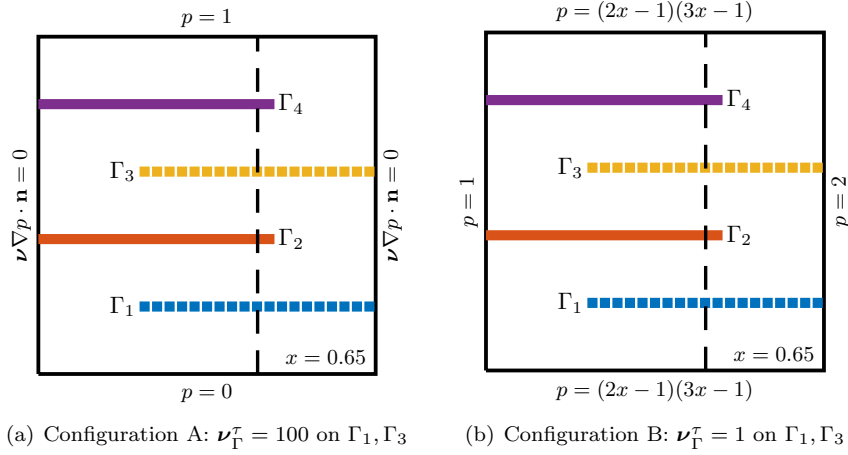 p = 1
Γ₄
Γ₃
Γ₂
Γ₁
𝝂∇p · 𝐧 = 0
𝝂∇p · 𝐧 = 0
x = 0.65
p = 0
(a) Configuration A: 𝝂_Γ^τ = 100 on Γ₁, Γ₃
p = (2x − 1)(3x − 1)
Γ₄
Γ₃
Γ₂
Γ₁
p = 1
p = 2
x = 0.65
p = (2x − 1)(3x − 1)
(b) Configuration B: 𝝂_Γ^τ = 1 on Γ₁, Γ₃